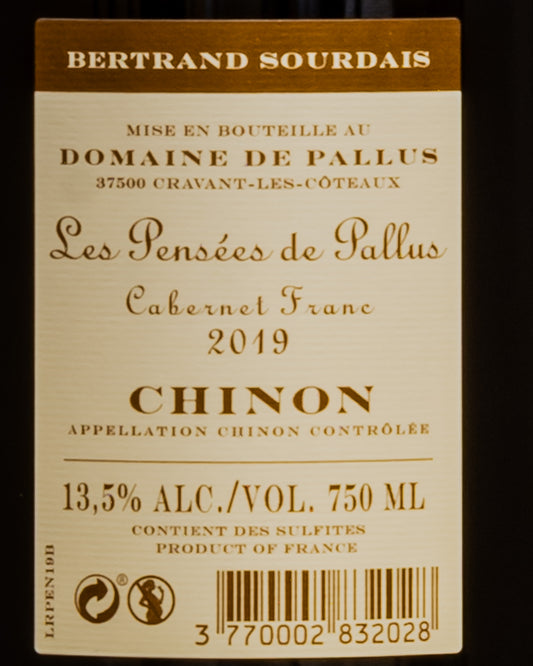 BERTRAND SOURDAIS
MISE EN BOUTEILLE AU
DOMAINE DE PALLUS
37500 CRAVANT-LES-CÔTEAUX
Les Pensées de Pallus
Cabernet Franc
2019
CHINON
APPELLATION CHINON CONTRÔLÉE
13,5% ALC./VOL. 750 ML
CONTIENT DES SULFITES
PRODUCT OF FRANCE
LRPEN19B
®
3 770002 832028